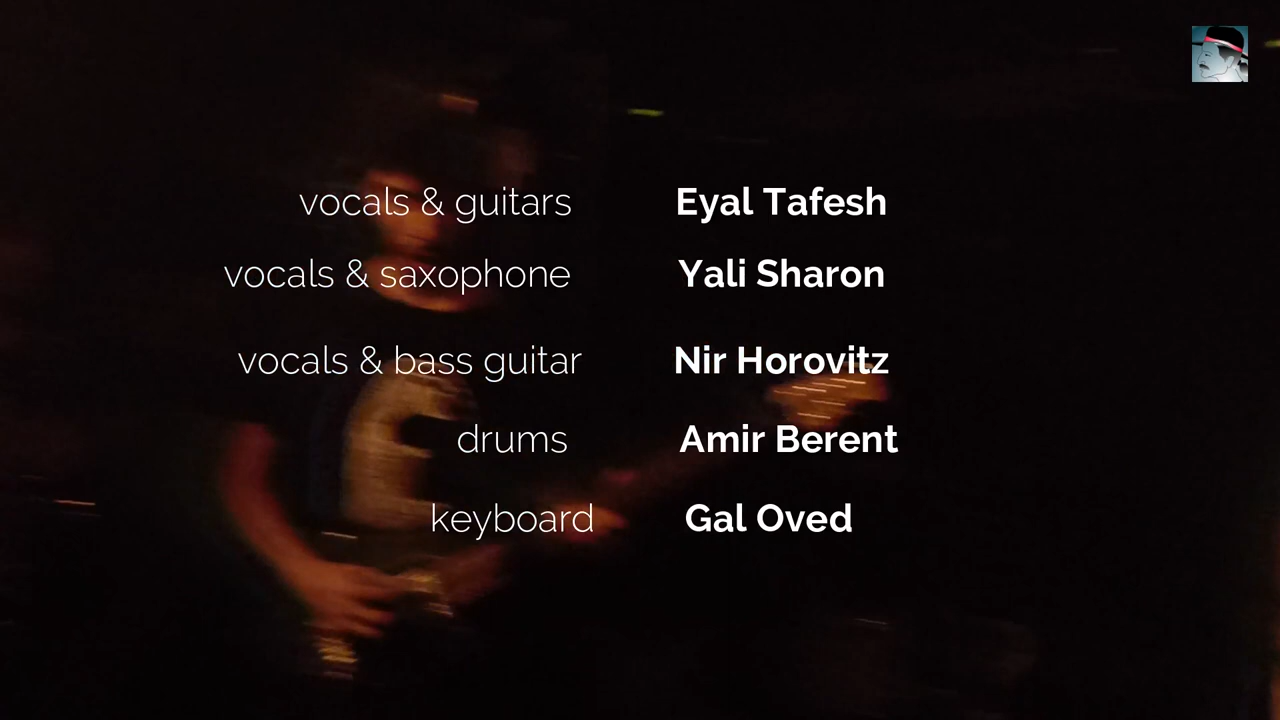 vocals & guitars Eyal Tafesh
vocals & saxophone Yali Sharon
vocals & bass guitar Nir Horovitz
drums Amir Berent
keyboard Gal Oved